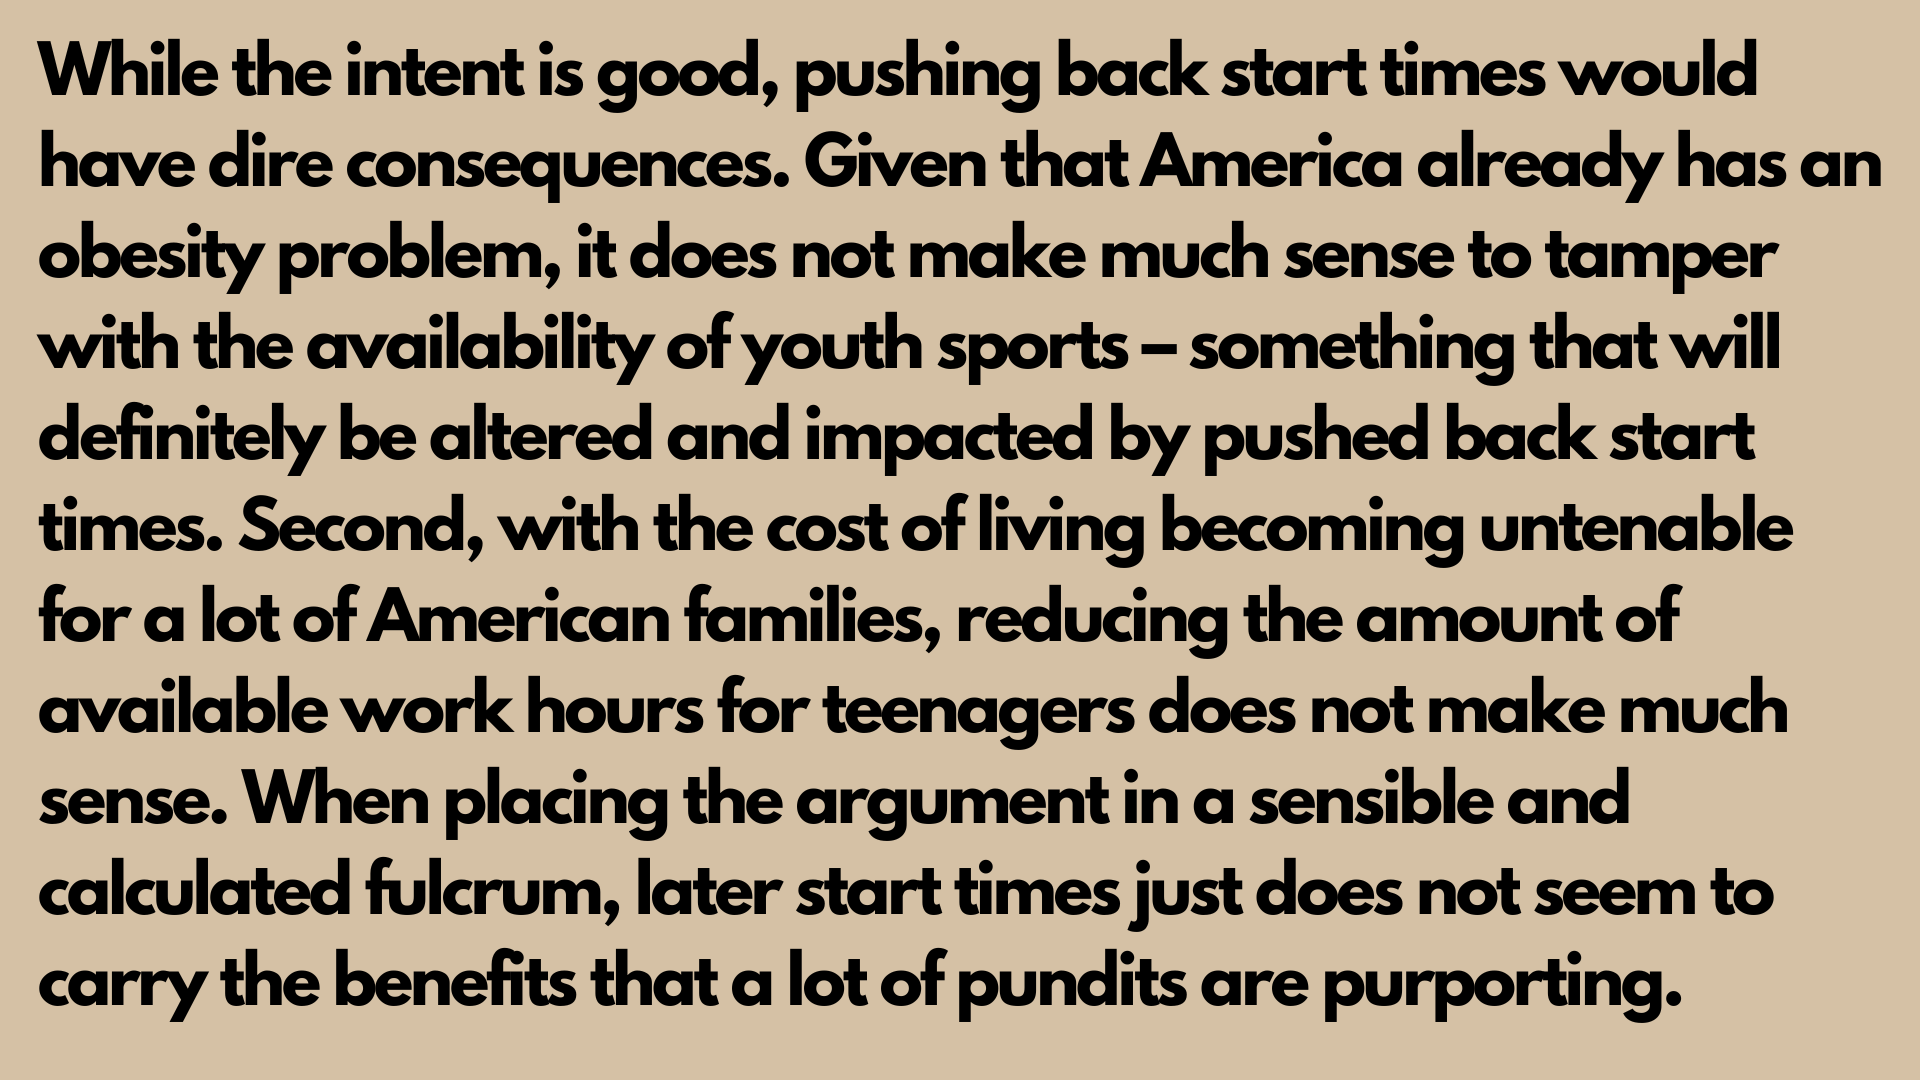 While the intent is good, pushing back start times would
have dire consequences. Given that America already has an
obesity problem, it does not make much sense to tamper
with the availability of youth sports – something that will
definitely be altered and impacted by pushed back start
times. Second, with the cost of living becoming untenable
for a lot of American families, reducing the amount of
available work hours for teenagers does not make much
sense. When placing the argument in a sensible and
calculated fulcrum, later start times just does not seem to
carry the benefits that a lot of pundits are purporting.